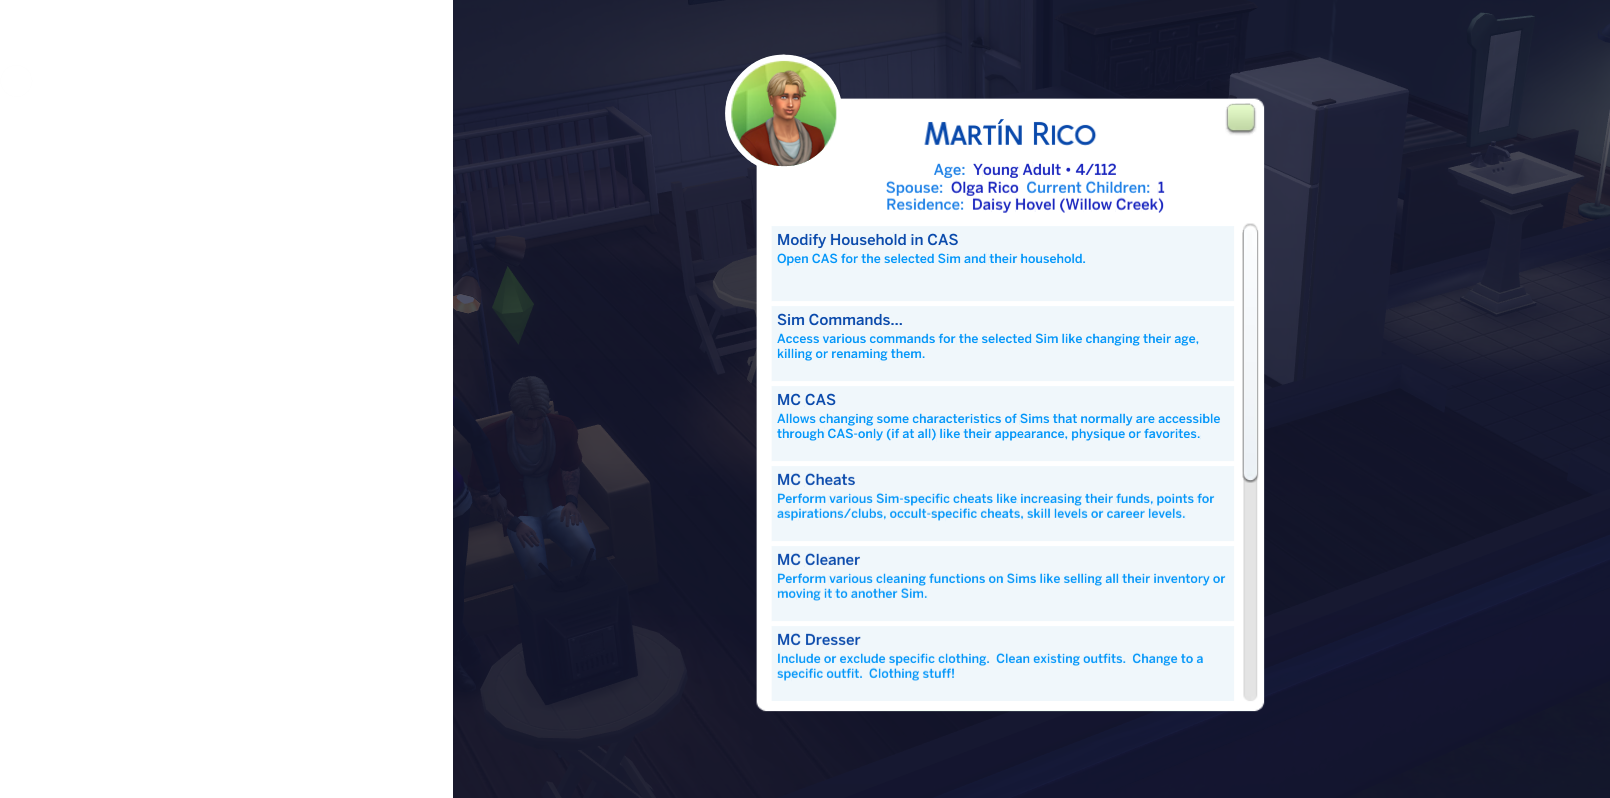 Martín Rico
Age: Young Adult • 4/112
Spouse: Olga Rico Current Children: 1
Residence: Daisy Hovel (Willow Creek)
Modify Household in CAS
Open CAS for the selected Sim and their household.
Sim Commands...
Access various commands for the selected Sim like changing their age,
killing or renaming them.
MC CAS
Allows changing some characteristics of Sims that normally are accessible
through CAS-only (if at all) like their appearance, physique or favorites.
MC Cheats
Perform various Sim-specific cheats like increasing their funds, points for
aspirations/clubs, occult-specific cheats, skill levels or career levels.
MC Cleaner
Perform various cleaning functions on Sims like selling all their inventory or
moving it to another Sim.
MC Dresser
Include or exclude specific clothing.  Clean existing outfits.  Change to a
specific outfit.  Clothing stuff!